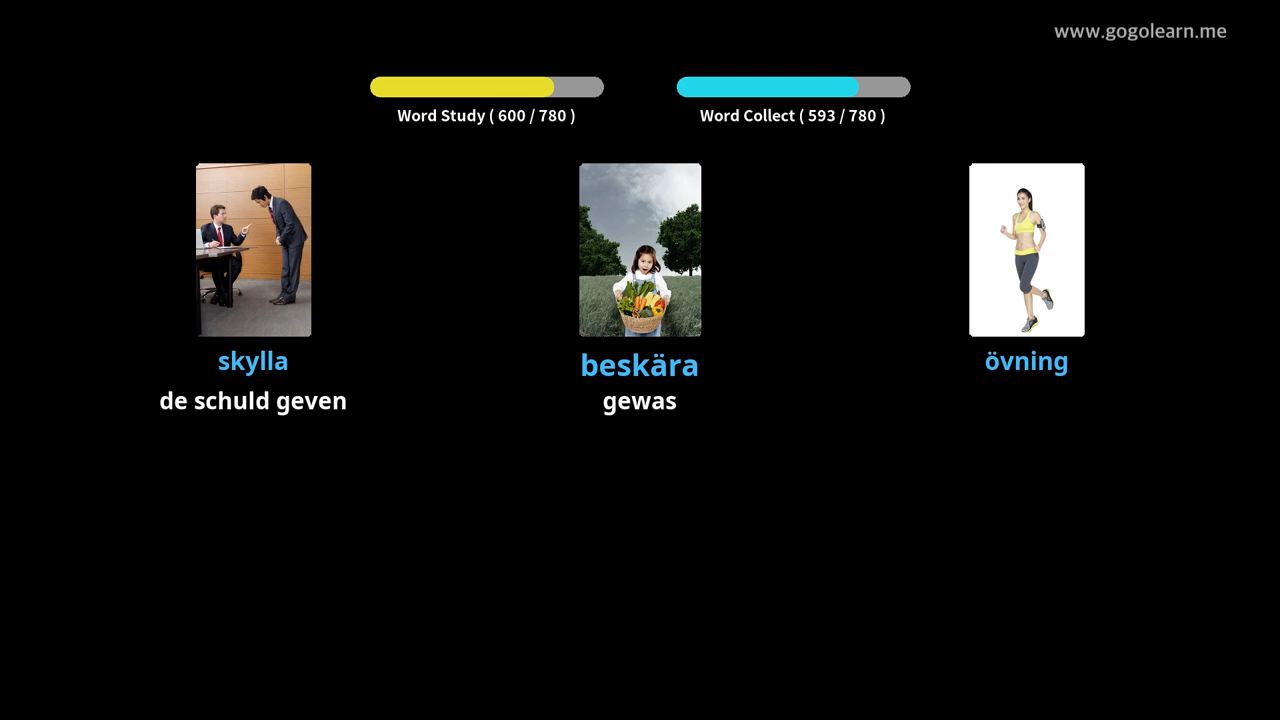 www.gogolearn.me
Word Study ( 600 / 780 )
Word Collect ( 593 / 780 )
skylla
de schuld geven
beskära
gewas
övning